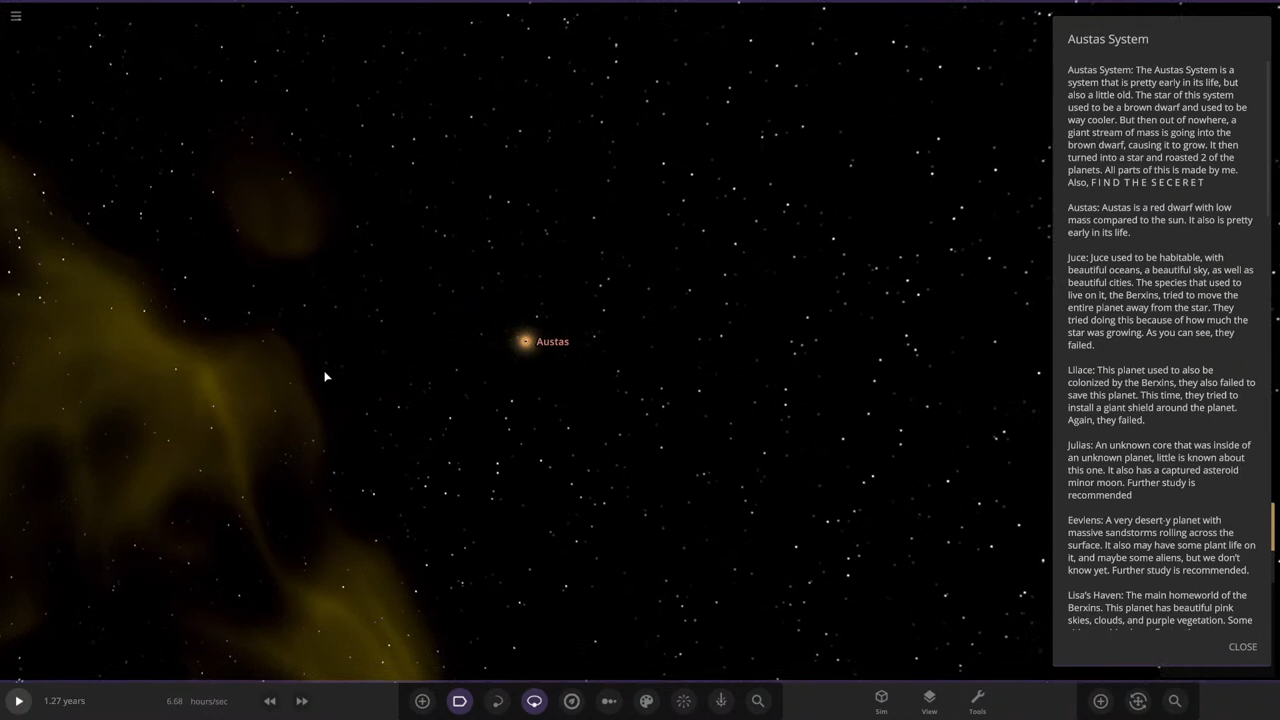 Austas System
Austas System: The Austas System is a
system that is pretty early in its life, but
also a little old. The star of this system
used to be a brown dwarf and used to be
way cooler. But then out of nowhere, a
giant stream of mass is going into the
brown dwarf, causing it to grow. It then
turned into a star and roasted 2 of the
planets. All parts of this is made by me.
Also, F I N D  T H E  S E C E R E T
Austas: Austas is a red dwarf with low
mass compared to the sun. It also is pretty
early in its life.
Juce: Juce used to be habitable, with
beautiful oceans, a beautiful sky, as well as
beautiful cities. The species that used to
live on it, the Berxins, tried to move the
entire planet away from the star. They
tried doing this because of how much the
star was growing. As you can see, they
failed.
Lilace: This planet used to also be
colonized by the Berxins, they also failed to
save this planet. This time, they tried to
install a giant shield around the planet.
Again, they failed.
Julias: An unknown core that was inside of
an unknown planet, little is known about
this one. It also has a captured asteroid
minor moon. Further study is
recommended
Eeviens: A very desert-y planet with
massive sandstorms rolling across the
surface. It also may have some plant life on
it, and maybe some aliens, but we don't
know yet. Further study is recommended.
Lisa's Haven: The main homeworld of the
Berxins. This planet has beautiful pink
skies, clouds, and purple vegetation. Some
CLOSE
Austas
1.27 years
6.68 hours/sec
Sim
View
Tools